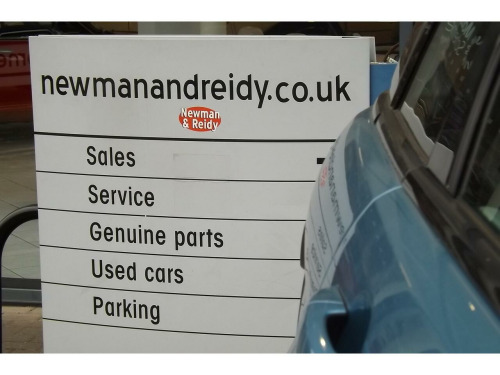 newmanandreidy.co.uk
Newman
& Reidy
Sales
Service
Genuine parts
Used cars
Parking